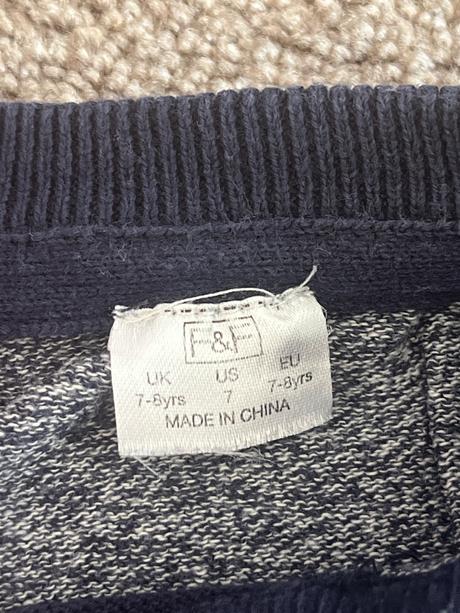 F&F
UK US EU
7-8yrs 7 7-8yrs
MADE IN CHINA